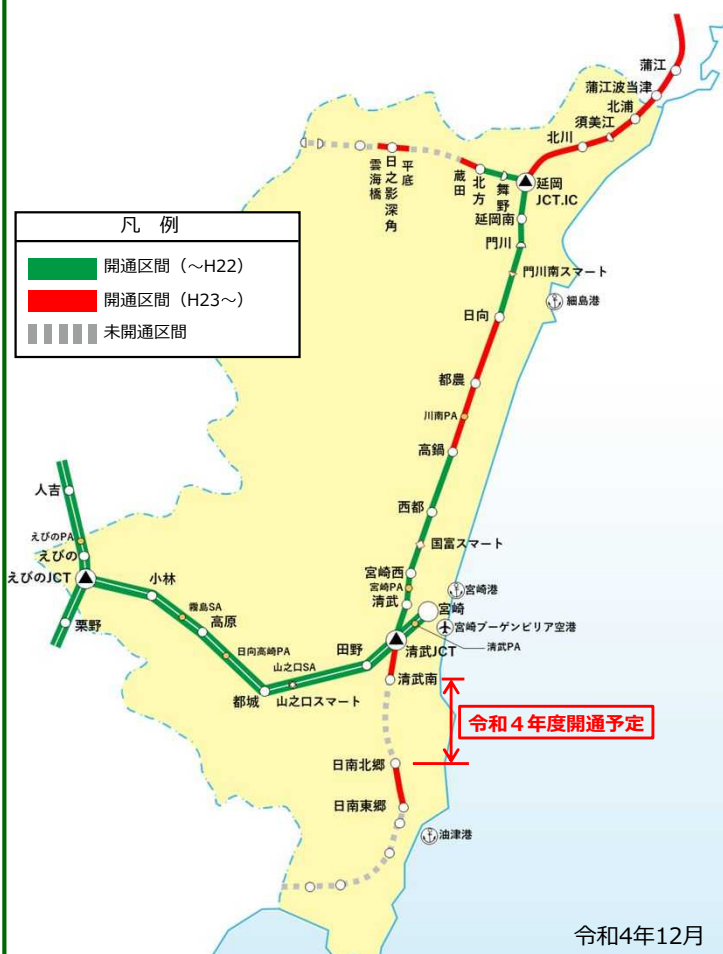 蒲江
蒲江波当津
北浦
須美江
北川
雲海橋
日之影深角
平底
蔵田
北方
舞野
延岡
JCT.IC
延岡南
門川
門川南スマート
凡 例
開通区間（～H22）
開通区間（H23～）
未開通区間
細島港
日向
都農
川南PA
高鍋
人吉
西都
えびのPA
国富スマート
えびの
えびのJCT
小林
宮崎西
宮崎PA
宮崎港
清武
宮崎
霧島SA
栗野
高原
宮崎ブーゲンビリア空港
田野
清武JCT
清武PA
日向高崎PA
山之口SA
都城
山之口スマート
清武南
令和４年度開通予定
日南北郷
日南東郷
油津港
令和4年12月